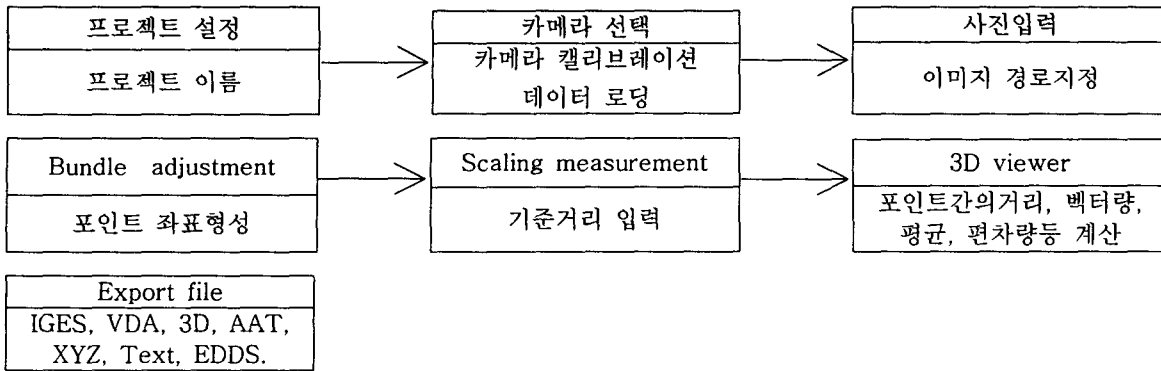 프로젝트 설정
프로젝트 이름
카메라 선택
카메라 캘리브레이션
데이터 로딩
사진입력
이미지 경로지정
Bundle adjustment
포인트 좌표형성
Scaling measurement
기준거리 입력
3D viewer
포인트간의거리, 벡터량,
평균, 편차량등 계산
Export file
IGES, VDA, 3D, AAT,
XYZ, Text, EDDS.